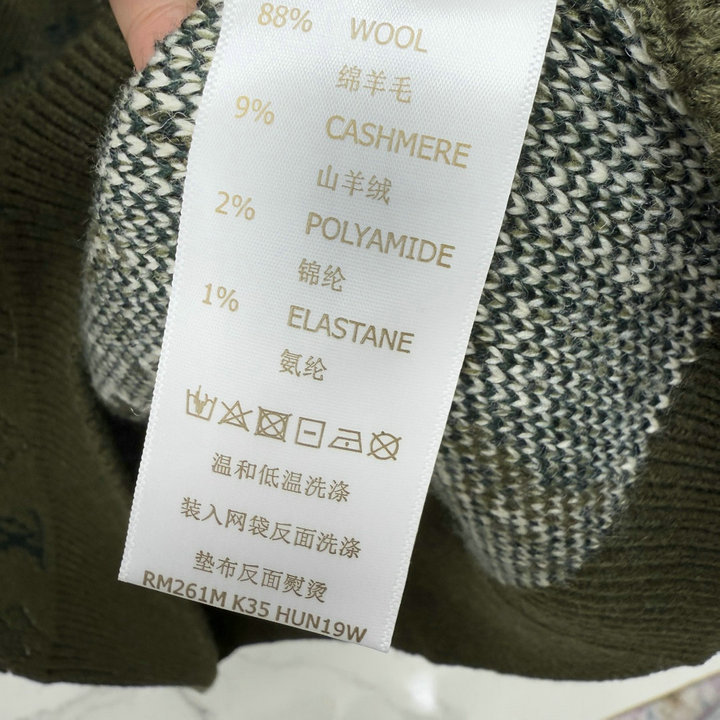 88% WOOL
绵羊毛
9% CASHMERE
山羊绒
2% POLYAMIDE
锦纶
1% ELASTANE
氨纶
温和低温洗涤
装入网袋反面洗涤
垫布反面熨烫
RM261M K35 HUN19W